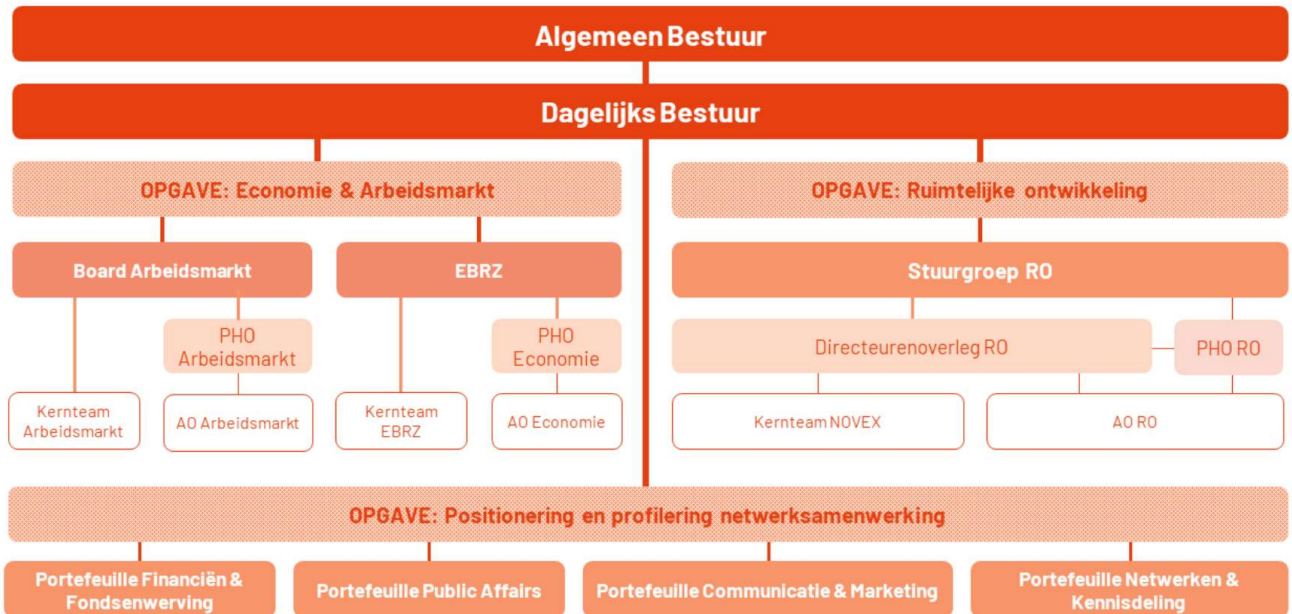 Algemeen Bestuur
Dagelijks Bestuur
OPGAVE: Economie & Arbeidsmarkt
OPGAVE: Ruimtelijke ontwikkeling
Board Arbeidsmarkt
EBRZ
Stuurgroep RO
PHO
Arbeidsmarkt
PHO
Economie
Directeurenoverleg RO
PHO RO
Kernteam
Arbeidsmarkt
AO Arbeidsmarkt
Kernteam
EBRZ
AO Economie
Kernteam NOVEX
AO RO
OPGAVE: Positionering en profilering netwerksamenwerking
Portefeuille Financiën &
Fondsenwerving
Portefeuille Public Affairs
Portefeuille Communicatie & Marketing
Portefeuille Netwerken &
Kennisdeling